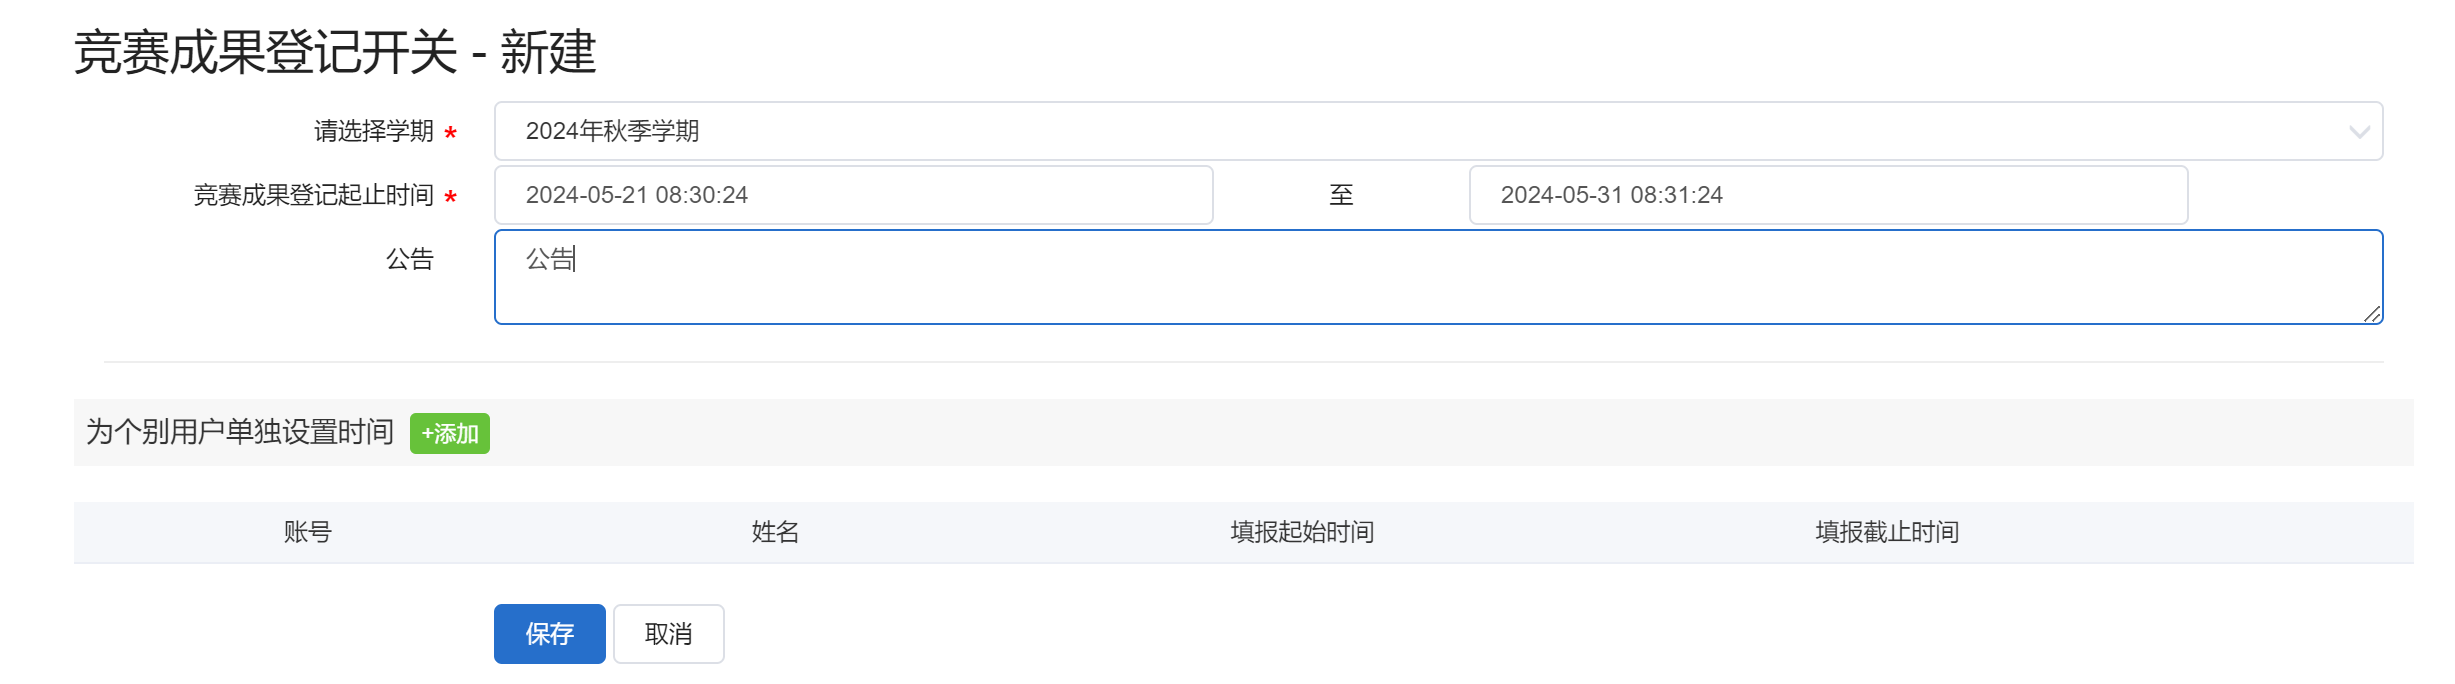 竞赛成果登记开关 - 新建
请选择学期 * 2024年秋季学期
竞赛成果登记起止时间 * 2024-05-21 08:30:24 至 2024-05-31 08:31:24
公告 公告
为个别用户单独设置时间 +添加
账号 姓名 填报起始时间 填报截止时间
保存 取消